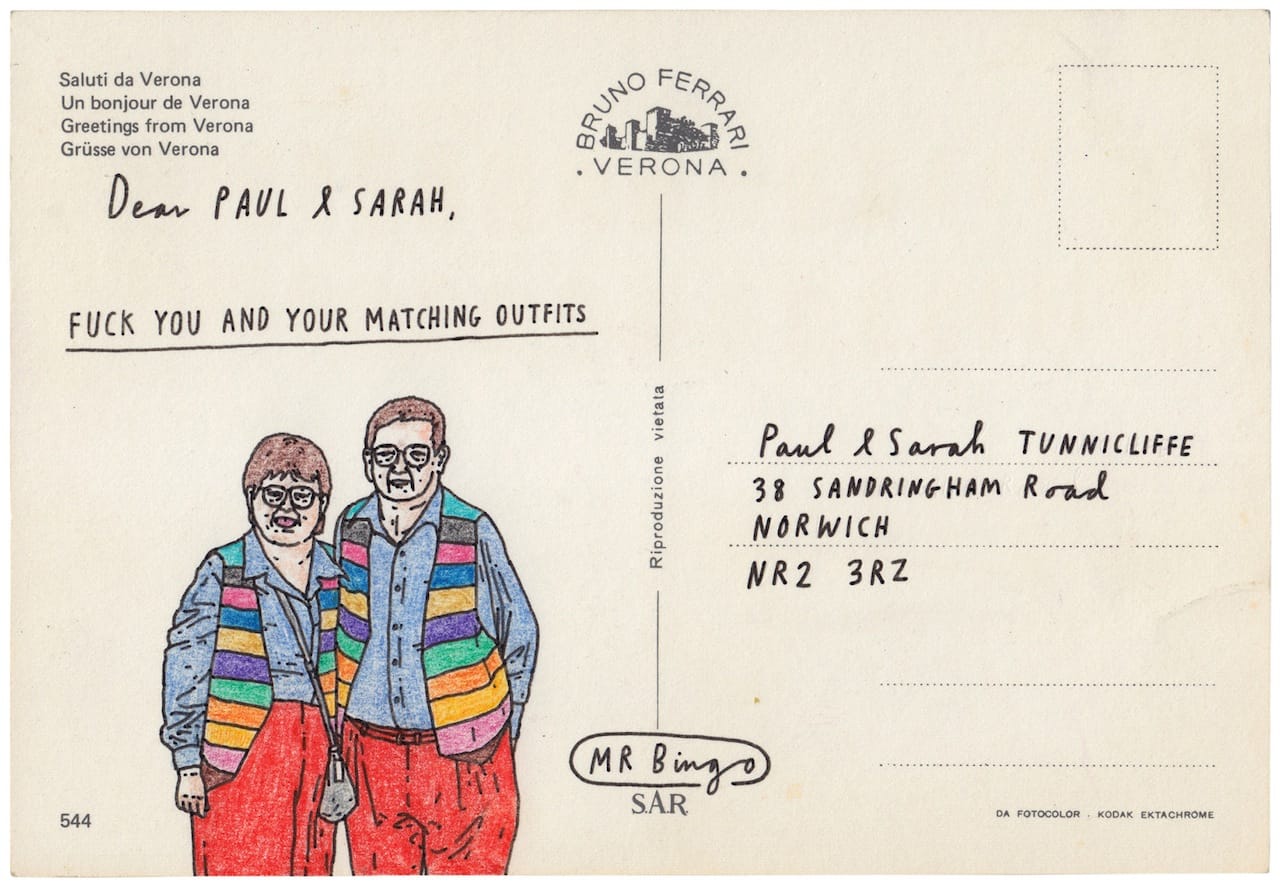 Saluti da Verona
Un bonjour de Verona
Greetings from Verona
Grüsse von Verona
BRUNO FERRARI
. VERONA .
Dear PAUL & SARAH,
FUCK YOU AND YOUR MATCHING OUTFITS
Riproduzione vietata
Paul & Sarah TUNNICLIFFE
38 SANDRINGHAM Road
NORWICH
NR2 3RZ
MR Bingo
S.A.R.
544
DA FOTOCOLOR . KODAK EKTACHROME